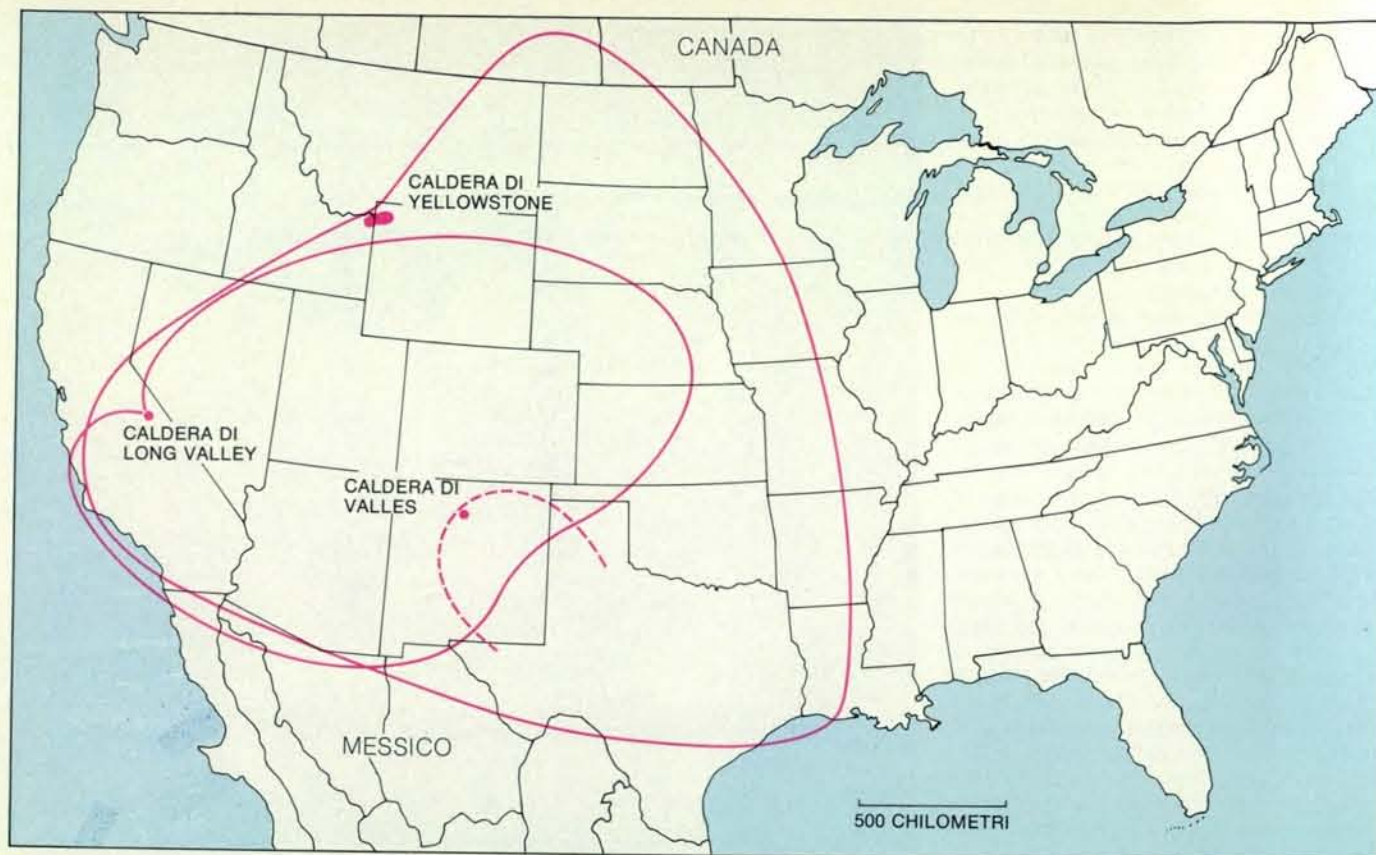 CANADA
CALDERA DI
YELLOWSTONE
CALDERA DI
LONG VALLEY
CALDERA DI
VALLES
MESSICO
500 CHILOMETRI